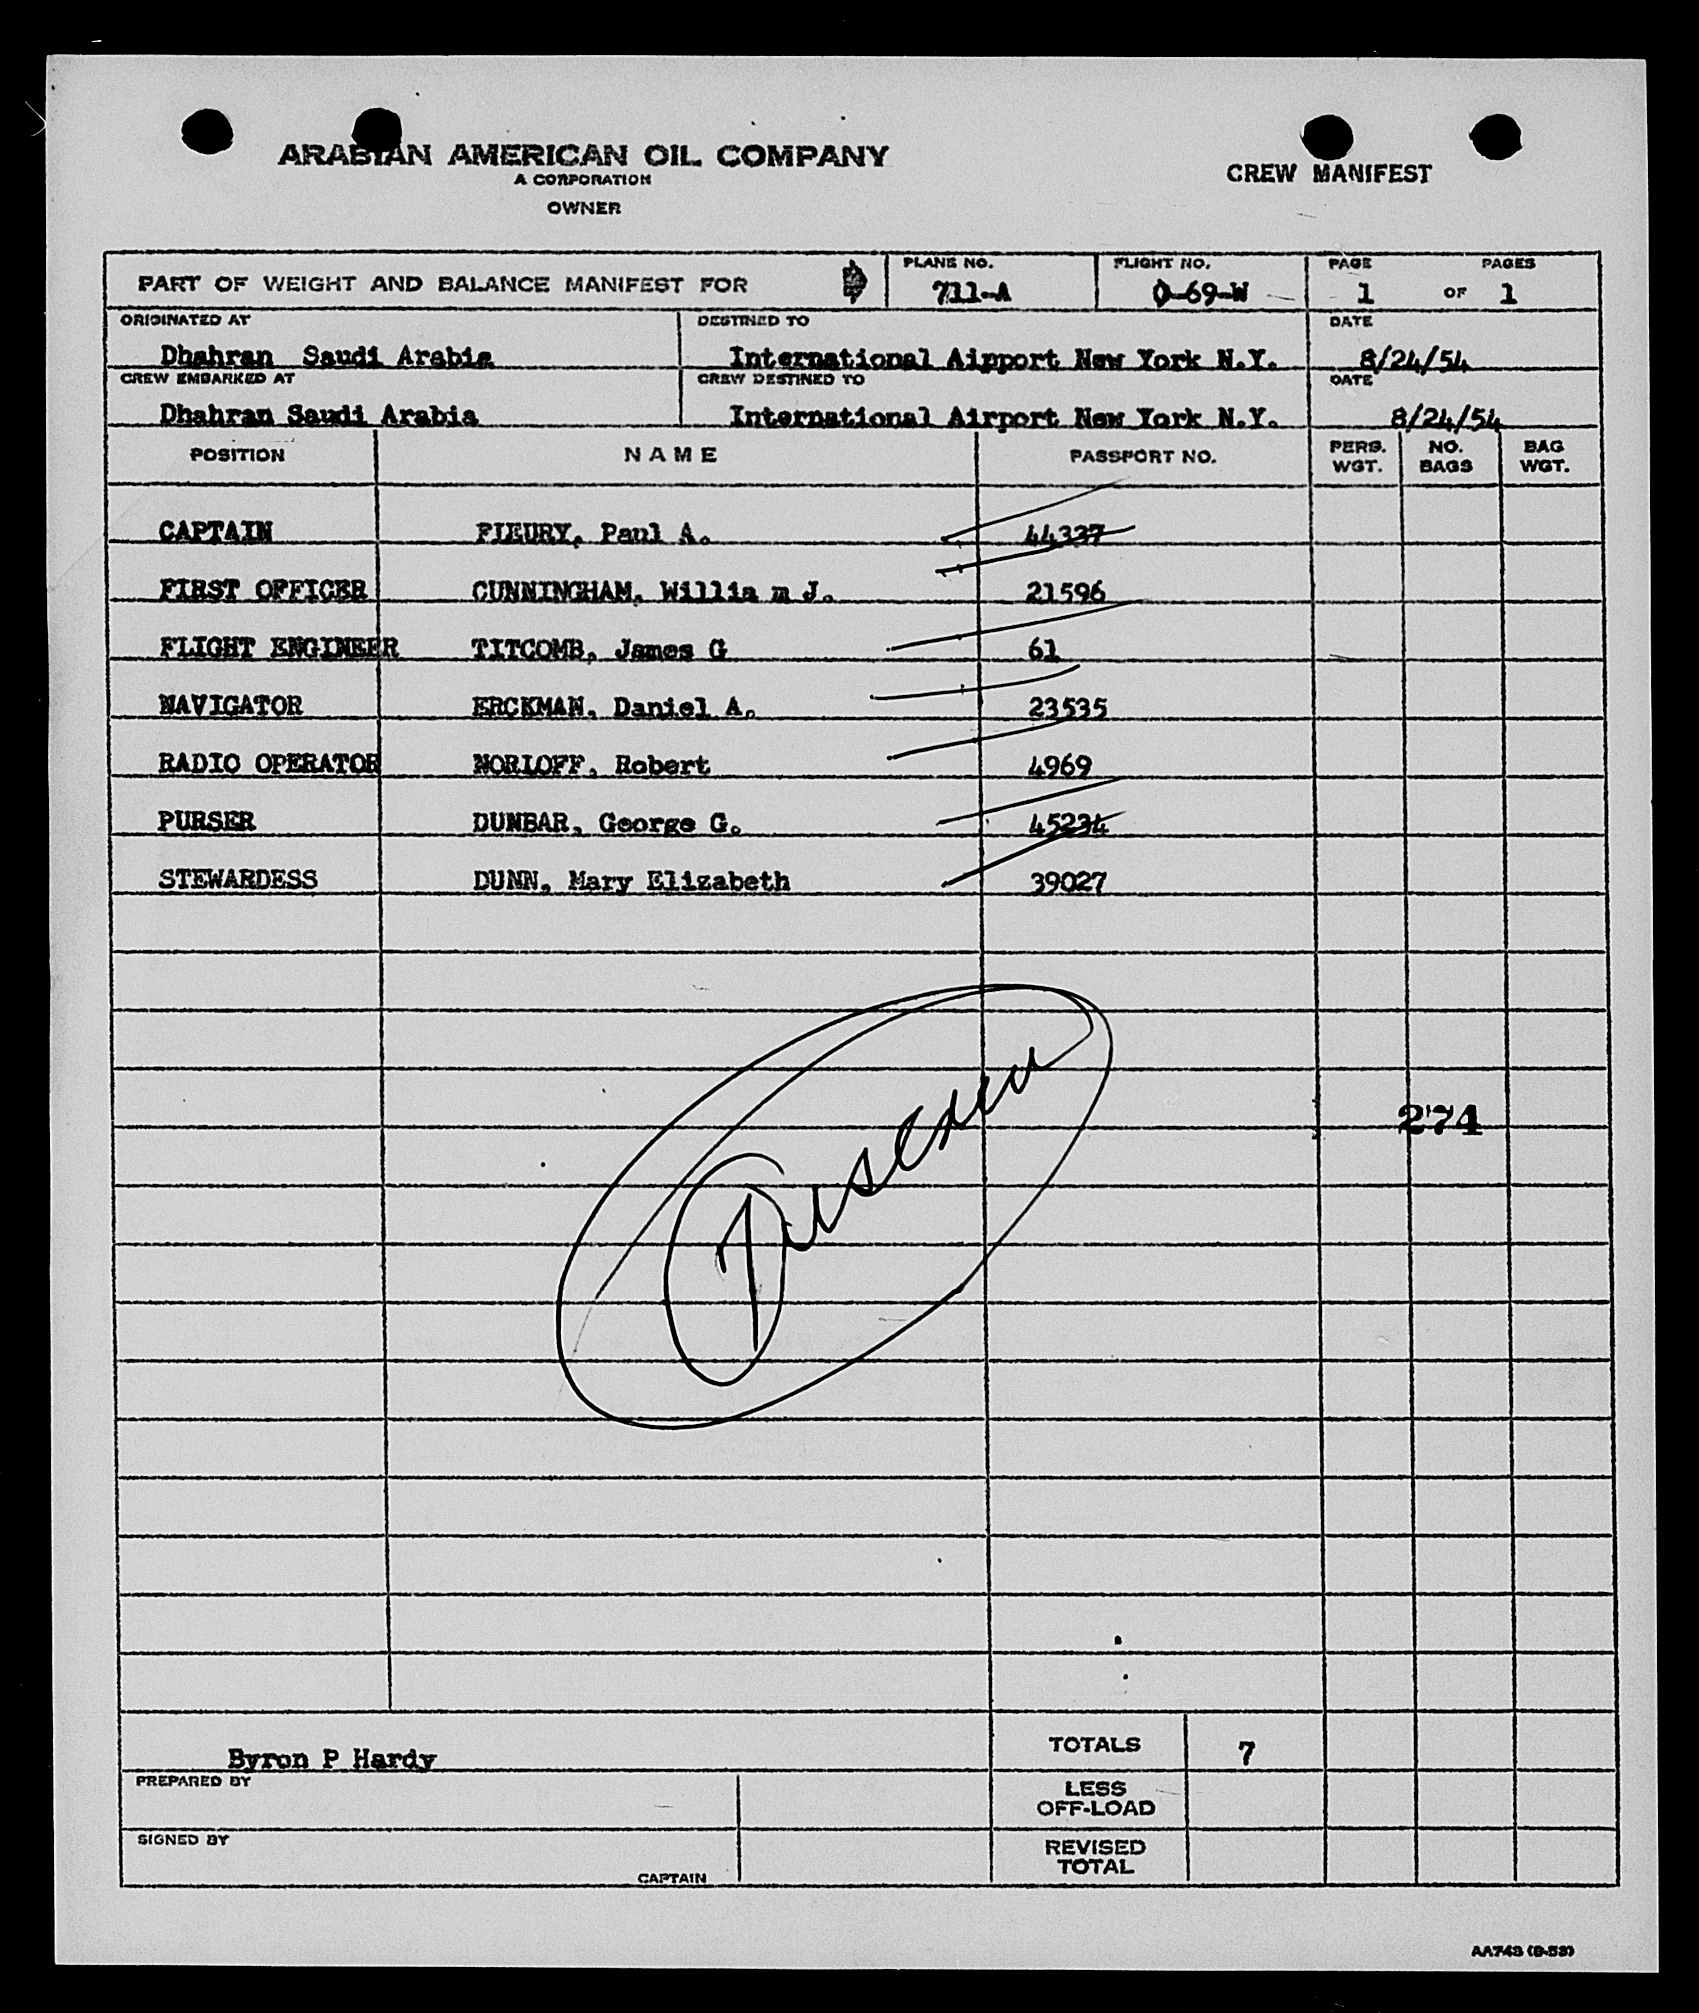 ARABIAN AMERICAN OIL COMPANY
A CORPORATION
OWNER
CREW MANIFEST
PART OF WEIGHT AND BALANCE MANIFEST FOR
PLANE NO. 711-A
FLIGHT NO. 0-69-W
PAGE 1 OF 1 PAGES
ORIGINATED AT
Dhahran Saudi Arabia
DESTINED TO
International Aipport New York N.Y.
DATE
8/24/54
CREW EMBARKED AT
Dhahran Saudi Arabia
CREW DESTINED TO
International Airport New York N.Y.
DATE
8/24/54
POSITION NAME PASSPORT NO. PERS. WGT. NO. BAGS BAG WGT.
CAPTAIN FLEURY, Paul A. 44337
FIRST OFFICER CUNNINGHAM, Willia m J. 21596
FLIGHT ENGINEER TITCOMB, James G 61
NAVIGATOR ERCKMAN, Daniel A. 23535
RADIO OPERATOR NORLOFF, Robert 4969
PURSER DUNBAR, George G. 45234
STEWARDESS DUNN, Mary Elizabeth 39027
274
Byron P Hardy
PREPARED BY
TOTALS 7
LESS OFF-LOAD
SIGNED BY
CAPTAIN
REVISED TOTAL
AA743 (9-53)